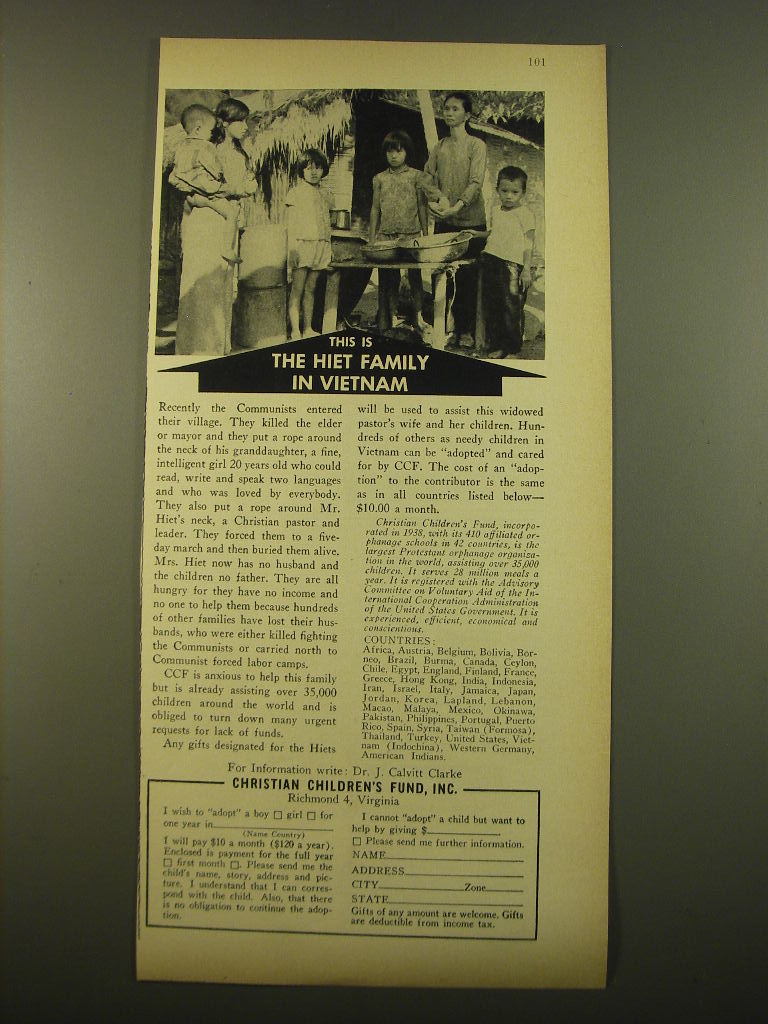 101
THIS IS
THE HIET FAMILY
IN VIETNAM
Recently the Communists entered
their village. They killed the elder
or mayor and they put a rope around
the neck of his granddaughter, a fine,
intelligent girl 20 years old who could
read, write and speak two languages
and who was loved by everybody.
They also put a rope around Mr.
Hiet's neck, a Christian pastor and
leader. They forced them to a five-
day march and then buried them alive.
Mrs. Hiet now has no husband and
the children no father. They are all
hungry for they have no income and
no one to help them because hundreds
of other families have lost their hus-
bands, who were either killed fighting
the Communists or carried north to
Communist forced labor camps.
CCF is anxious to help this family
but is already assisting over 35,000
children around the world and is
obliged to turn down many urgent
requests for lack of funds.
Any gifts designated for the Hiets
will be used to assist this widowed
pastor's wife and her children. Hun-
dreds of others as needy children in
Vietnam can be "adopted" and cared
for by CCF. The cost of an "adop-
tion" to the contributor is the same
as in all countries listed below—
$10.00 a month.
Christian Children's Fund, incorpo-
rated in 1938, with its 410 affiliated or-
phanage schools in 42 countries, is the
largest Protestant orphanage organiza-
tion in the world, assisting over 35,000
children. It serves 28 million meals a
year. It is registered with the Advisory
Committee on Voluntary Aid of the In-
ternational Cooperation Administration
of the United States Government. It is
experienced, efficient, economical and
conscientious.
COUNTRIES:
Africa, Austria, Belgium, Bolivia, Bor-
neo, Brazil, Burma, Canada, Ceylon,
Chile, Egypt, England, Finland, France,
Greece, Hong Kong, India, Indonesia,
Iran, Israel, Italy, Jamaica, Japan,
Jordan, Korea, Lapland, Lebanon,
Macao, Malaya, Mexico, Okinawa,
Pakistan, Philippines, Portugal, Puerto
Rico, Spain, Syria, Taiwan (Formosa),
Thailand, Turkey, United States, Viet-
nam (Indochina), Western Germany,
American Indians.
For Information write: Dr. J. Calvitt Clarke
CHRISTIAN CHILDREN'S FUND, INC.
Richmond 4, Virginia
I wish to "adopt" a boy □ girl □ for
one year in
(Name Country)
I will pay $10 a month ($120 a year).
Enclosed is payment for the full year
□ first month □. Please send me the
child's name, story, address and pic-
ture. I understand that I can corres-
pond with the child. Also, that there
is no obligation to continue the adop-
tion.
I cannot "adopt" a child but want to
help by giving $
□ Please send me further information.
NAME
ADDRESS
CITY Zone
STATE
Gifts of any amount are welcome. Gifts
are deductible from income tax.